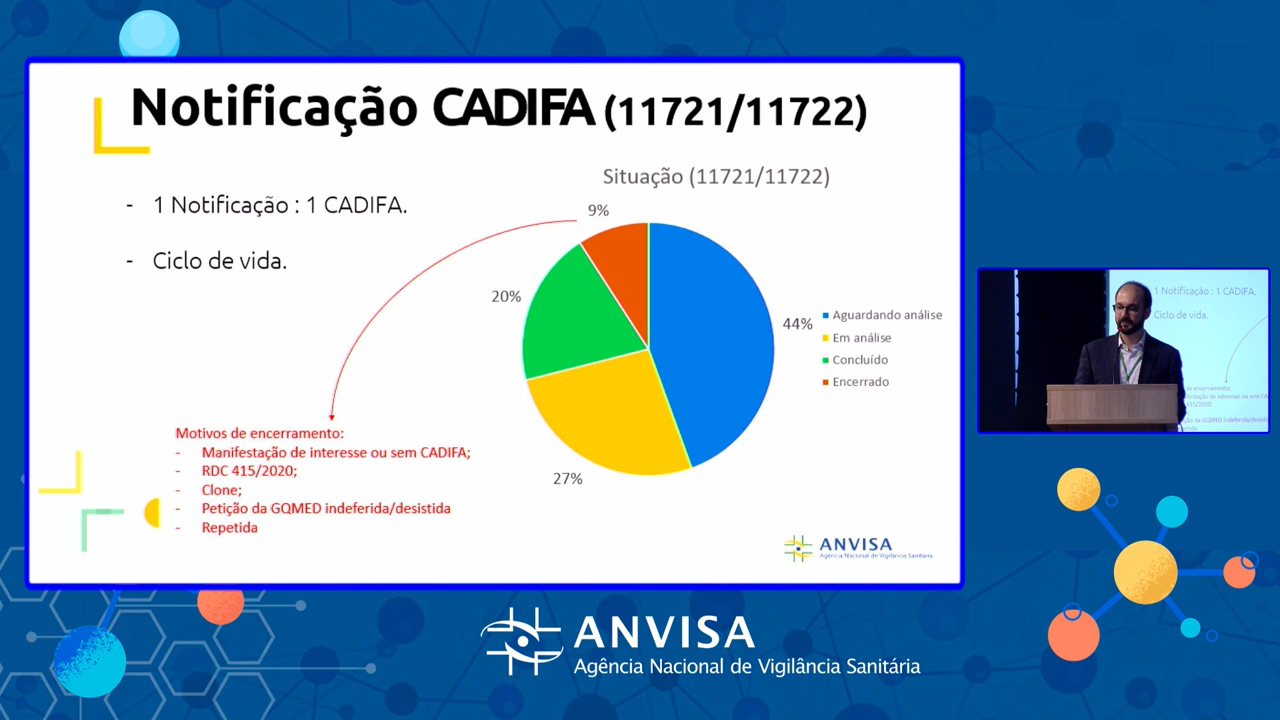 Notificação CADIFA (11721/11722)
- 1 Notificação : 1 CADIFA.
- Ciclo de vida.
Situação (11721/11722)
9%
20%
44%
27%
Aguardando análise
Em análise
Concluído
Encerrado
Motivos de encerramento:
- Manifestação de interesse ou sem CADIFA;
- RDC 415/2020;
- Clone;
- Petição da GQMED indeferida/desistida
- Repetida
ANVISA
Agência Nacional de Vigilância Sanitária
1 Notificação : 1 CADIFA.
Ciclo de vida.
ANVISA
Agência Nacional de Vigilância Sanitária